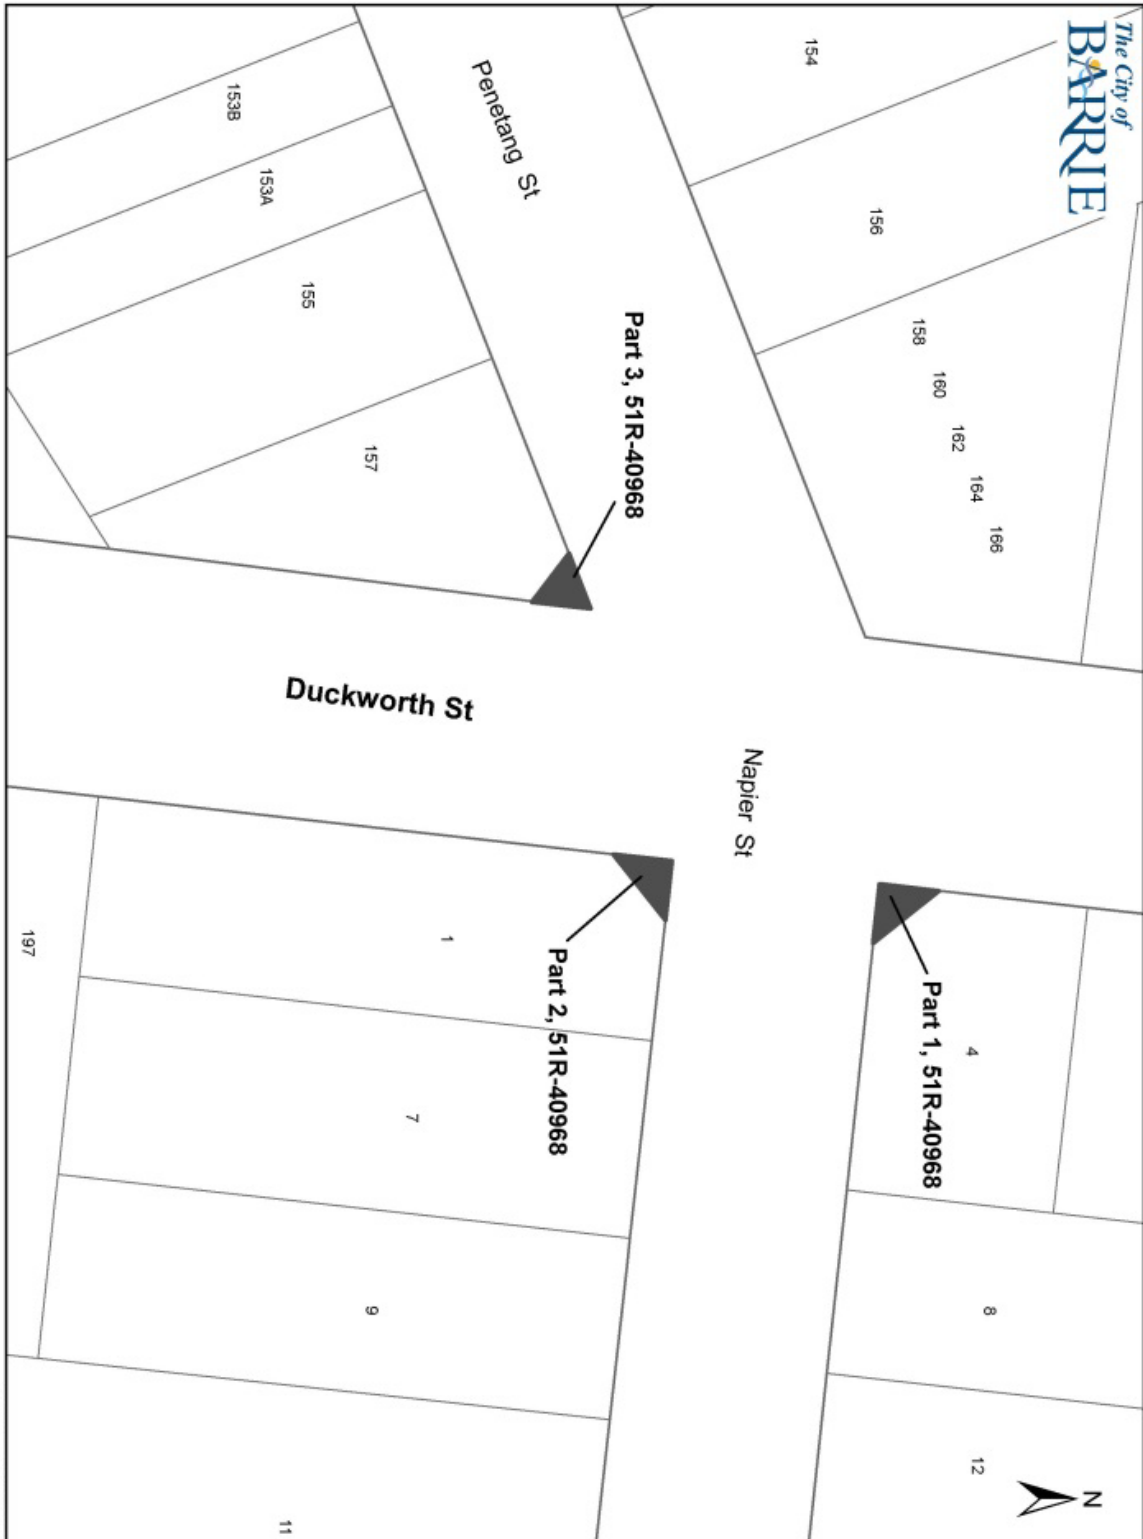 The City of
BARRIE
N
154
156
158
160
162
164
166
4
8
12
Part 1, 51R-40968
Napier St
Part 3, 51R-40968
Penetang St
Part 2, 51R-40968
Duckworth St
1
7
9
11
153B
153A
155
157
197